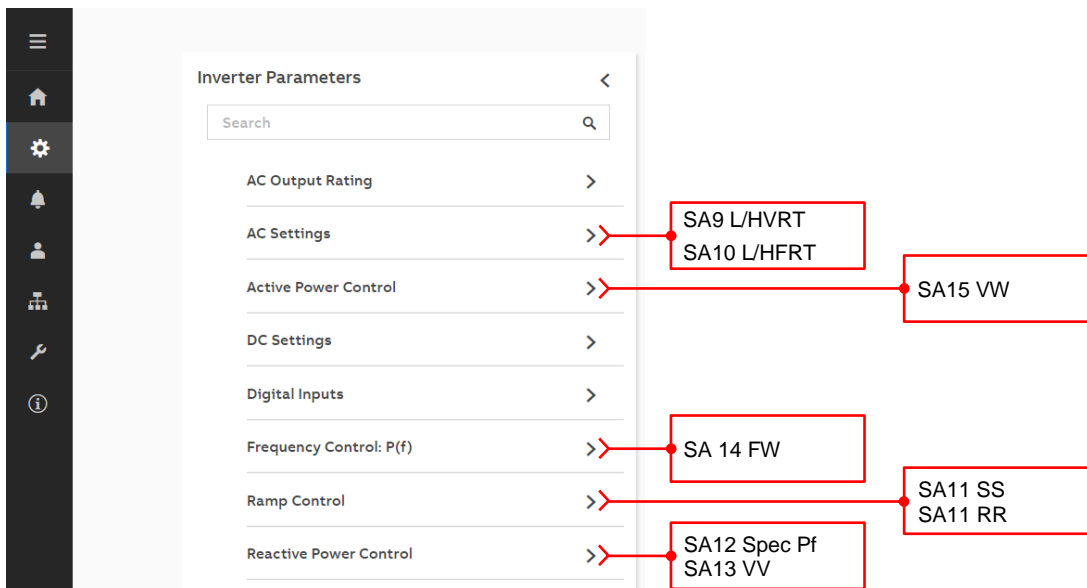 Inverter Parameters
Search
AC Output Rating
AC Settings
SA9 L/HVRT
SA10 L/HFRT
Active Power Control
SA15 VW
DC Settings
Digital Inputs
Frequency Control: P(f)
SA 14 FW
Ramp Control
SA11 SS
SA11 RR
Reactive Power Control
SA12 Spec Pf
SA13 VV